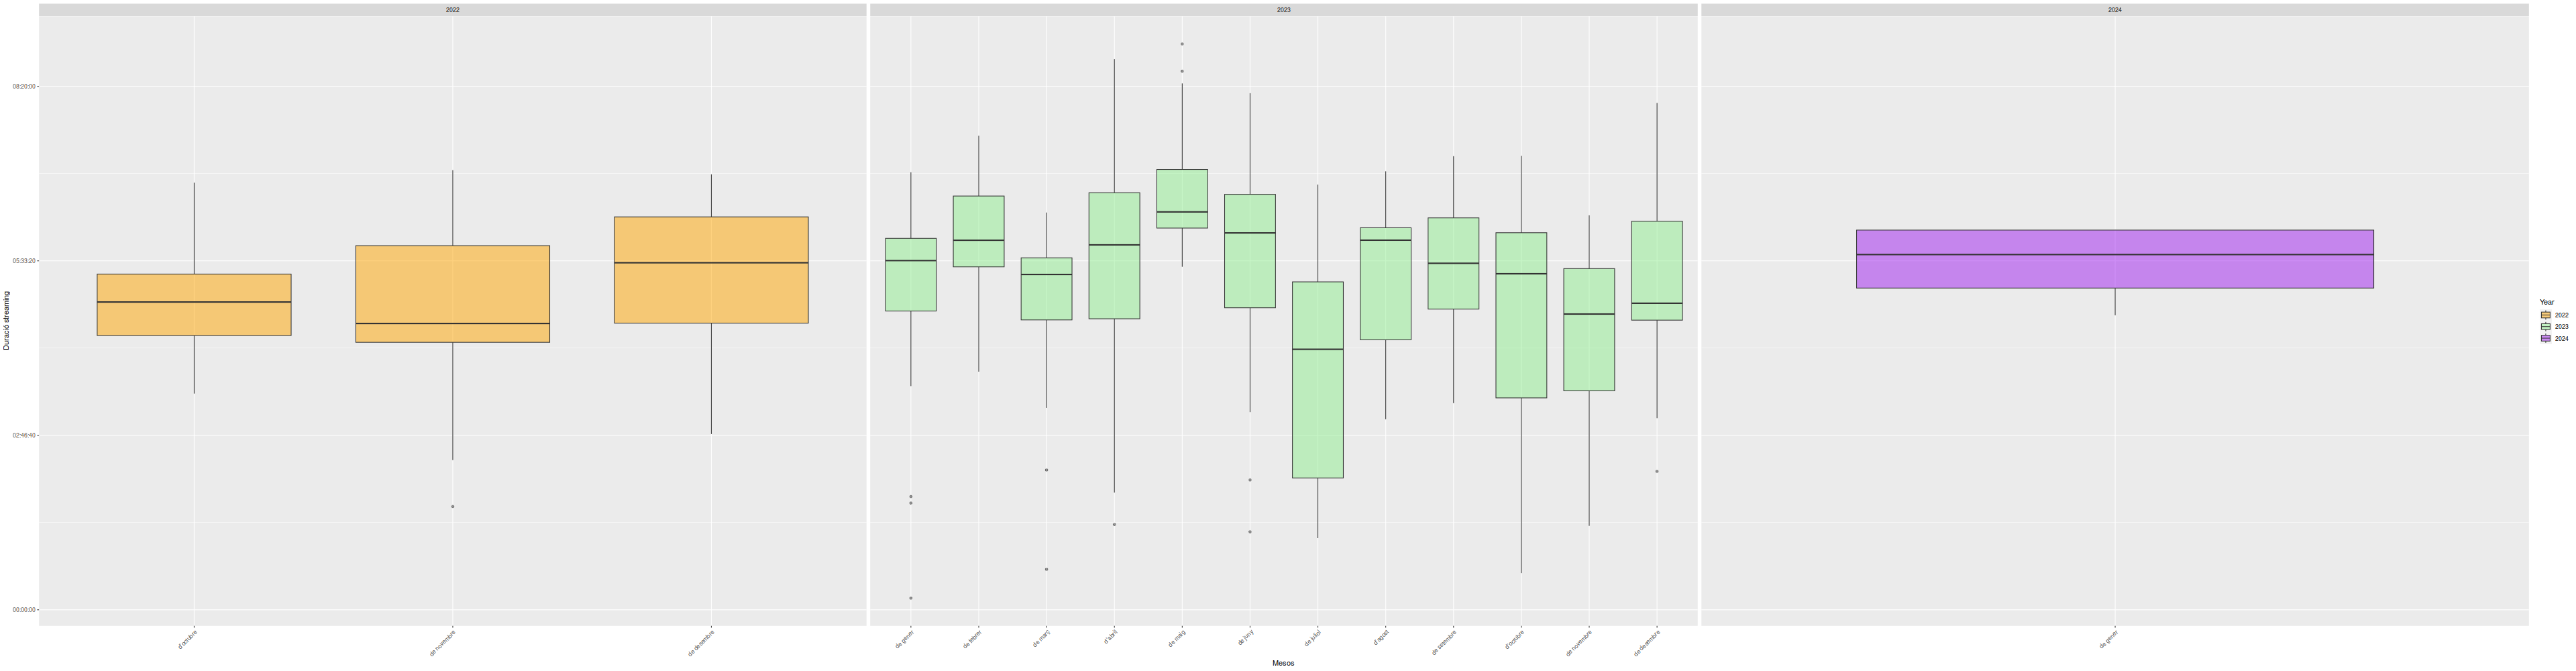 2022
2023
2024
08:20:00
05:33:20
02:46:40
00:00:00
Duració streaming
d'octubre
de novembre
de desembre
de gener
de febrer
de març
d'abril
de maig
de juny
de juliol
d'agost
de setembre
d'octubre
de novembre
de desembre
de gener
Mesos
Year
2022
2023
2024